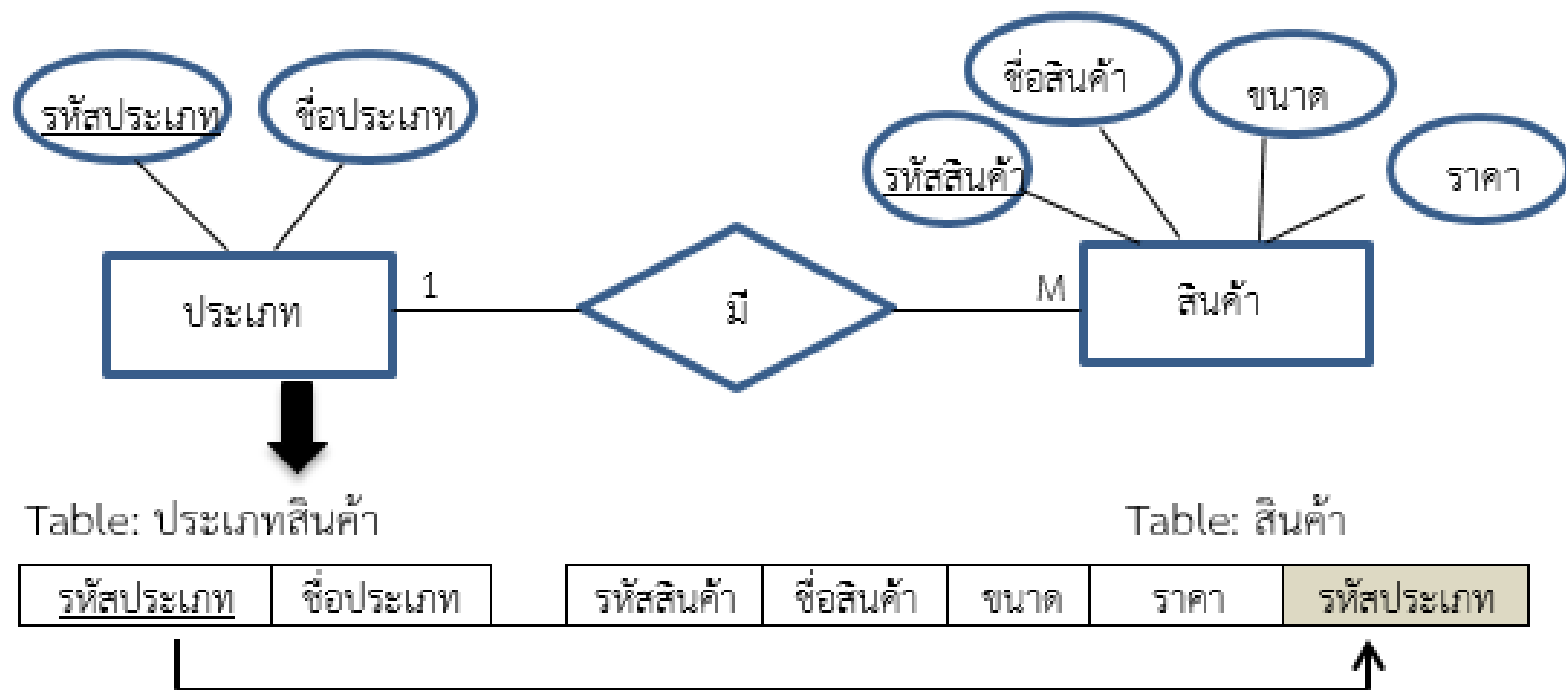 ชื่อสินค้า
ขนาด
รหัสประเภท
ชื่อประเภท
รหัสสินค้า
ราคา
ประเภท
1
มี
M
สินค้า
Table: ประเภทสินค้า
Table: สินค้า
รหัสประเภท ชื่อประเภท
รหัสสินค้า ชื่อสินค้า ขนาด ราคา รหัสประเภท